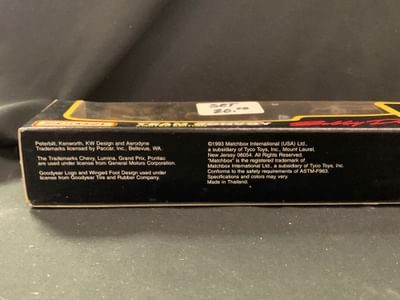 SET
20.00
Peterbilt, Kenworth, KW Design and Aerodyne
Trademarks licensed by Paccar, Inc., Bellevue, WA.
The Trademarks Chevy, Lumina, Grand Prix, Pontiac
are used under license from General Motors Corporation.
Goodyear Logo and Winged Foot Design used under
license from Goodyear Tire and Rubber Company.
©1993 Matchbox International (USA) Ltd.,
a subsidiary of Tyco Toys, Inc., Mount Laurel,
New Jersey 08054. All Rights Reserved.
"Matchbox" is the registered trademark of
Matchbox International Ltd., a subsidiary of Tyco Toys, Inc.
Conforms to the safety requirements of ASTM-F963.
Specifications and colors may vary.
Made in Thailand.